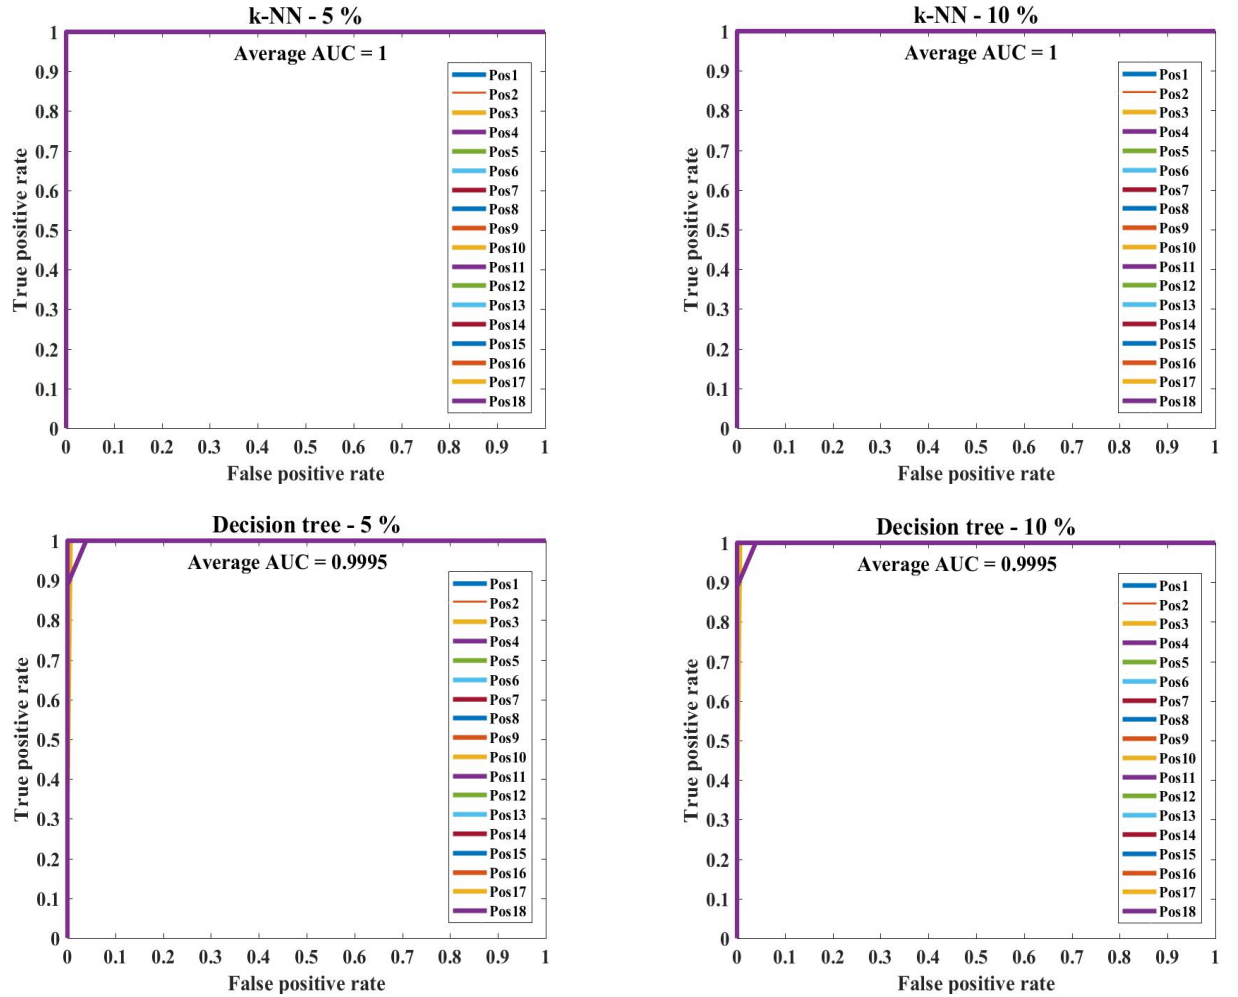 k-NN - 5 %
Average AUC = 1
True positive rate
1
0.9
0.8
0.7
0.6
0.5
0.4
0.3
0.2
0.1
0
Pos1
Pos2
Pos3
Pos4
Pos5
Pos6
Pos7
Pos8
Pos9
Pos10
Pos11
Pos12
Pos13
Pos14
Pos15
Pos16
Pos17
Pos18
0 0.1 0.2 0.3 0.4 0.5 0.6 0.7 0.8 0.9 1
False positive rate
k-NN - 10 %
Average AUC = 1
True positive rate
1
0.9
0.8
0.7
0.6
0.5
0.4
0.3
0.2
0.1
0
Pos1
Pos2
Pos3
Pos4
Pos5
Pos6
Pos7
Pos8
Pos9
Pos10
Pos11
Pos12
Pos13
Pos14
Pos15
Pos16
Pos17
Pos18
0 0.1 0.2 0.3 0.4 0.5 0.6 0.7 0.8 0.9 1
False positive rate
Decision tree - 5 %
Average AUC = 0.9995
True positive rate
1
0.9
0.8
0.7
0.6
0.5
0.4
0.3
0.2
0.1
0
Pos1
Pos2
Pos3
Pos4
Pos5
Pos6
Pos7
Pos8
Pos9
Pos10
Pos11
Pos12
Pos13
Pos14
Pos15
Pos16
Pos17
Pos18
0 0.1 0.2 0.3 0.4 0.5 0.6 0.7 0.8 0.9 1
False positive rate
Decision tree - 10 %
Average AUC = 0.9995
True positive rate
1
0.9
0.8
0.7
0.6
0.5
0.4
0.3
0.2
0.1
0
Pos1
Pos2
Pos3
Pos4
Pos5
Pos6
Pos7
Pos8
Pos9
Pos10
Pos11
Pos12
Pos13
Pos14
Pos15
Pos16
Pos17
Pos18
0 0.1 0.2 0.3 0.4 0.5 0.6 0.7 0.8 0.9 1
False positive rate